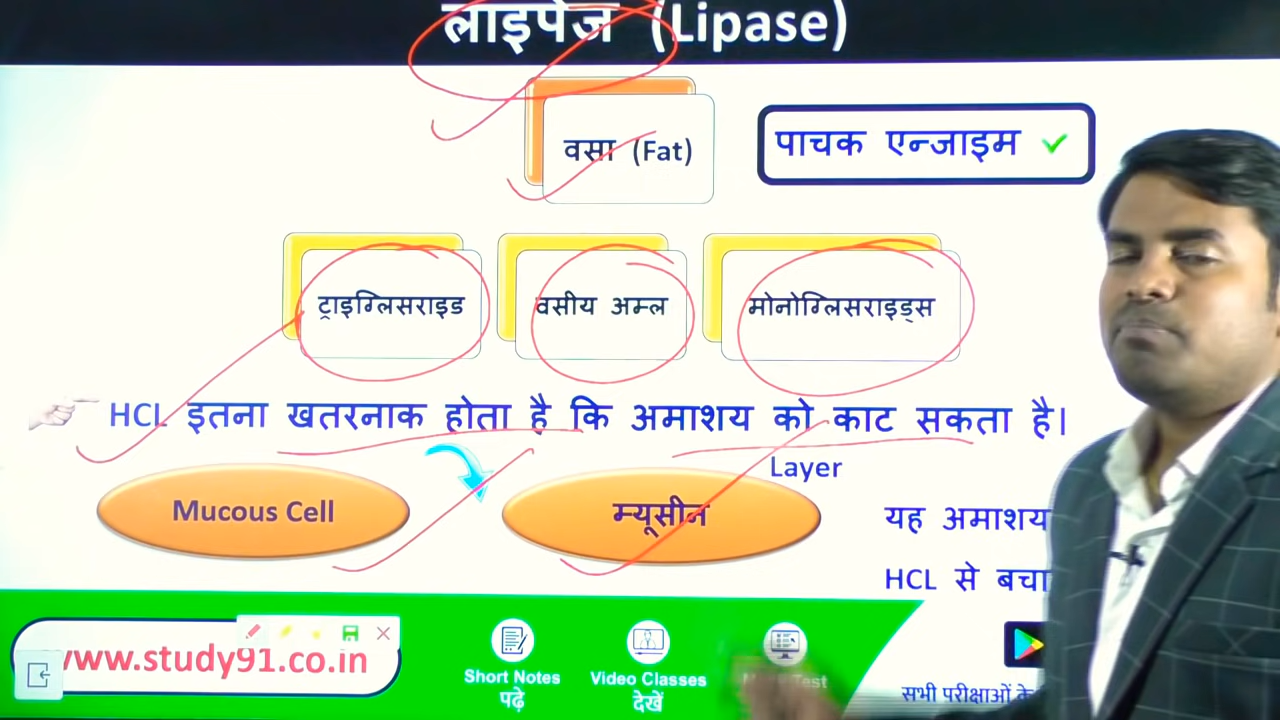 लाइपेज (Lipase)
वसा (Fat)
पाचक एन्जाइम
ट्राइग्लिसराइड
वसीय अम्ल
मोनोग्लिसराइड्स
HCL इतना खतरनाक होता है कि अमाशय को काट सकता है।
Layer
Mucous Cell
म्यूसीन
यह अमाशय
HCL से बचा
www.study91.co.in
Short Notes
पढ़े
Video Classes
देखें
Test
सभी परीक्षाओं के